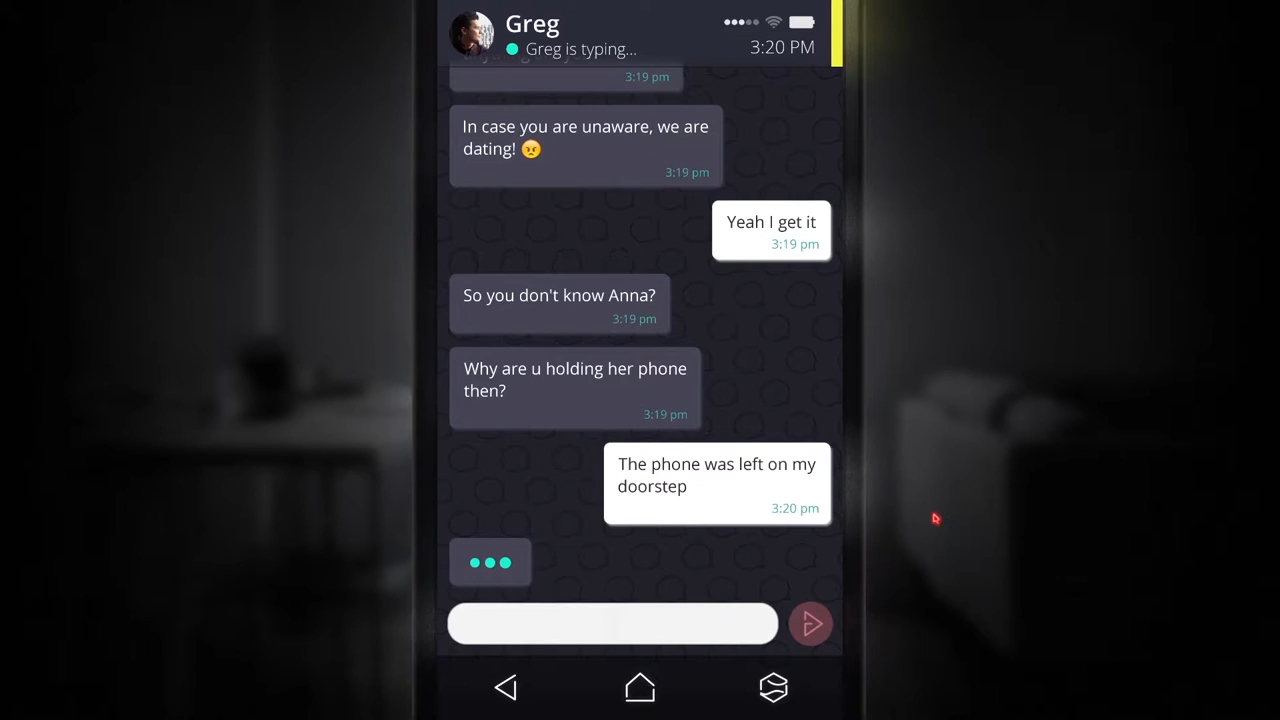 Greg
Greg is typing...
3:20 PM
3:19 pm
In case you are unaware, we are
dating! 😠
3:19 pm
Yeah I get it
3:19 pm
So you don't know Anna?
3:19 pm
Why are u holding her phone
then?
3:19 pm
The phone was left on my
doorstep
3:20 pm